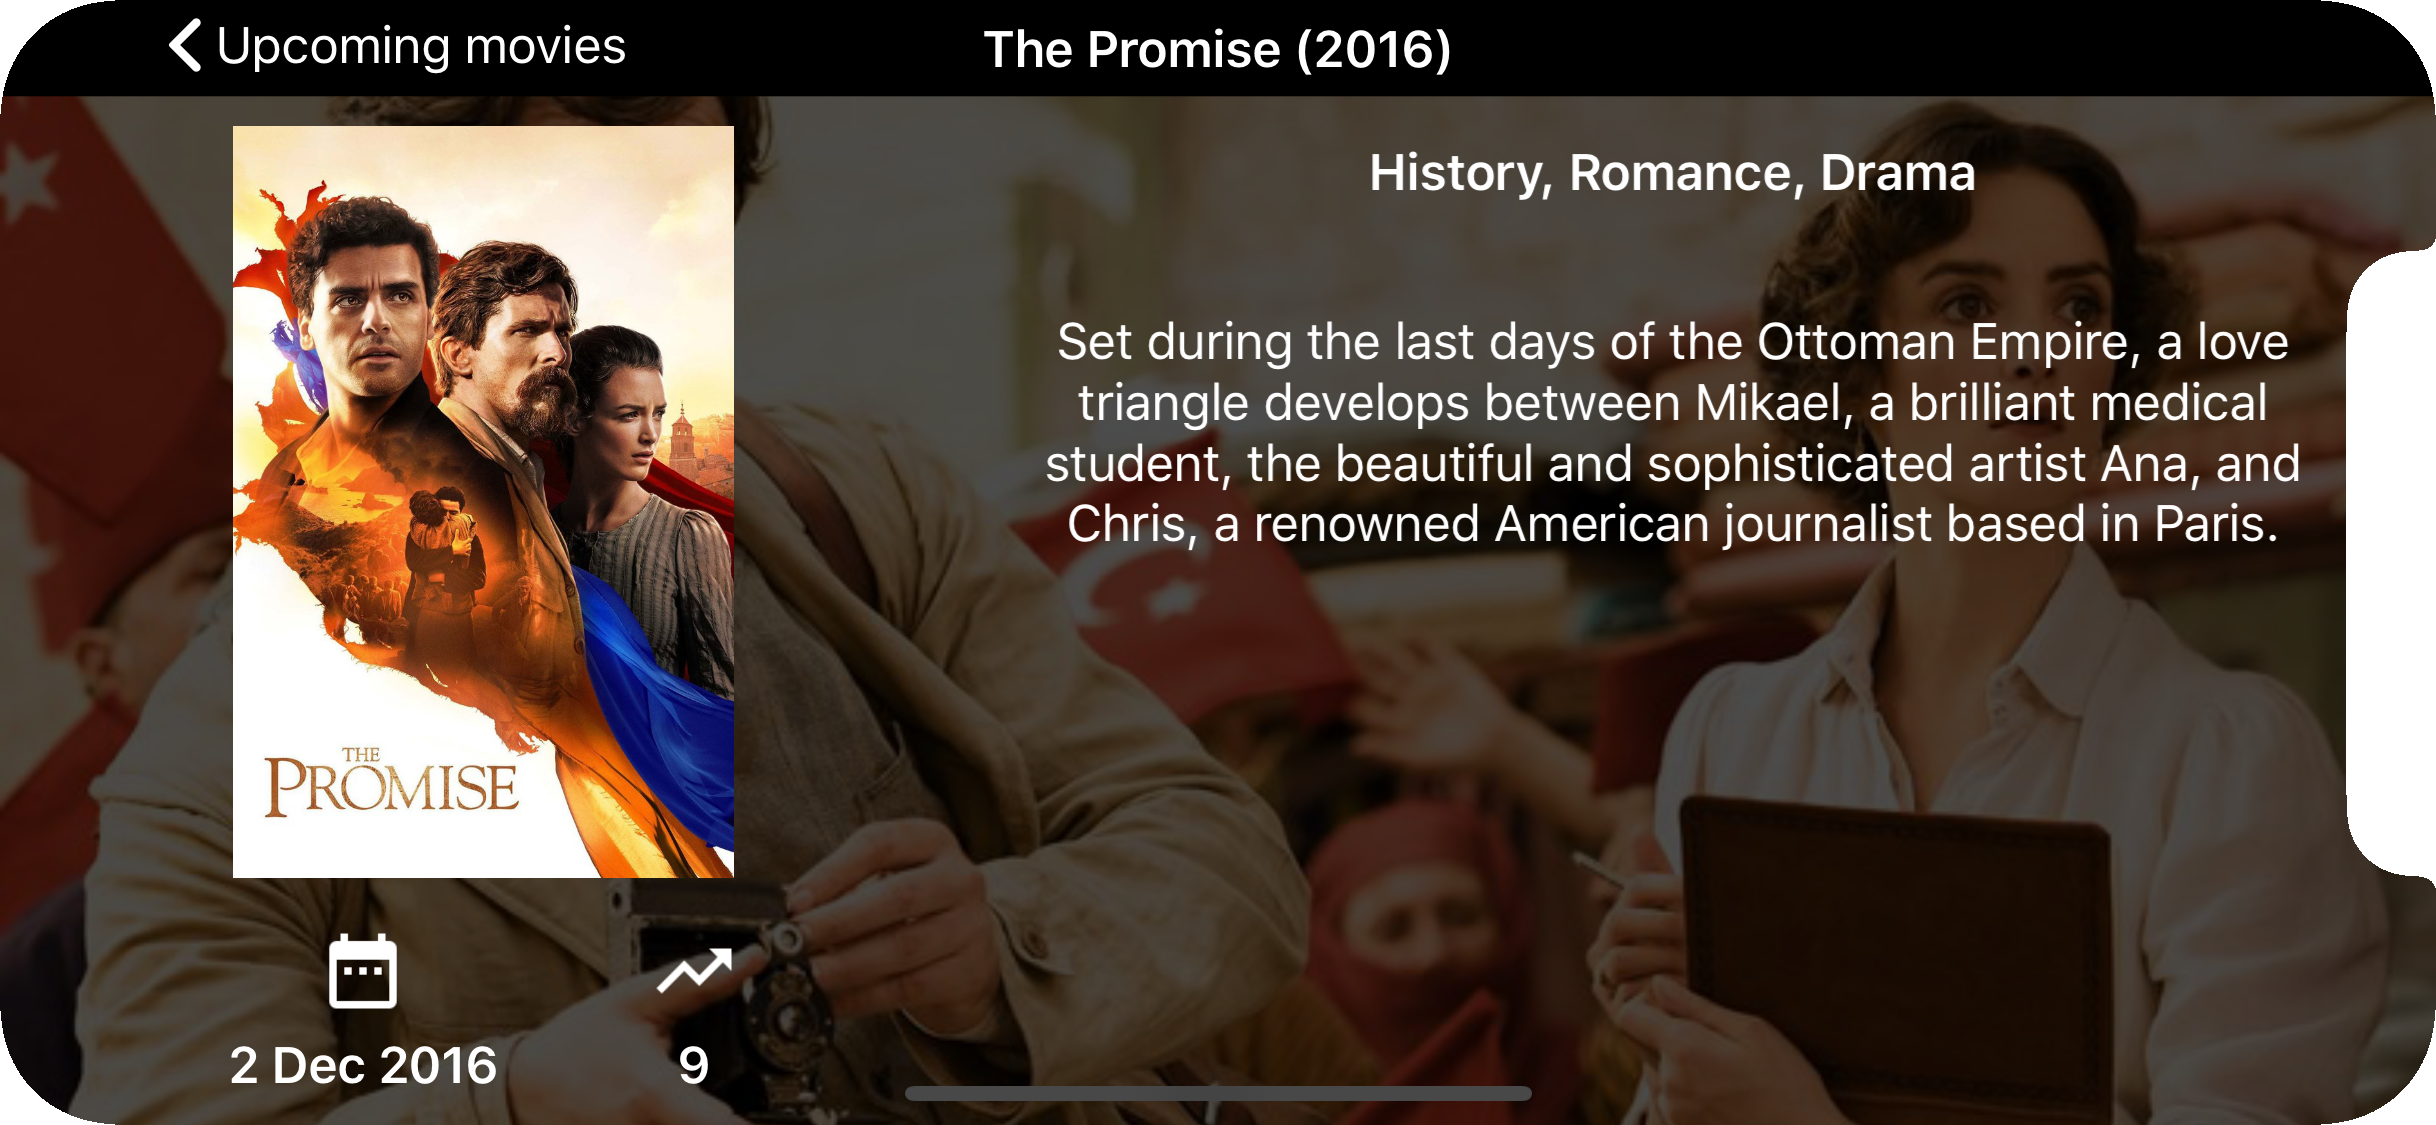 Upcoming movies
The Promise (2016)
THE
PROMISE
2 Dec 2016
9
History, Romance, Drama
Set during the last days of the Ottoman Empire, a love
triangle develops between Mikael, a brilliant medical
student, the beautiful and sophisticated artist Ana, and
Chris, a renowned American journalist based in Paris.